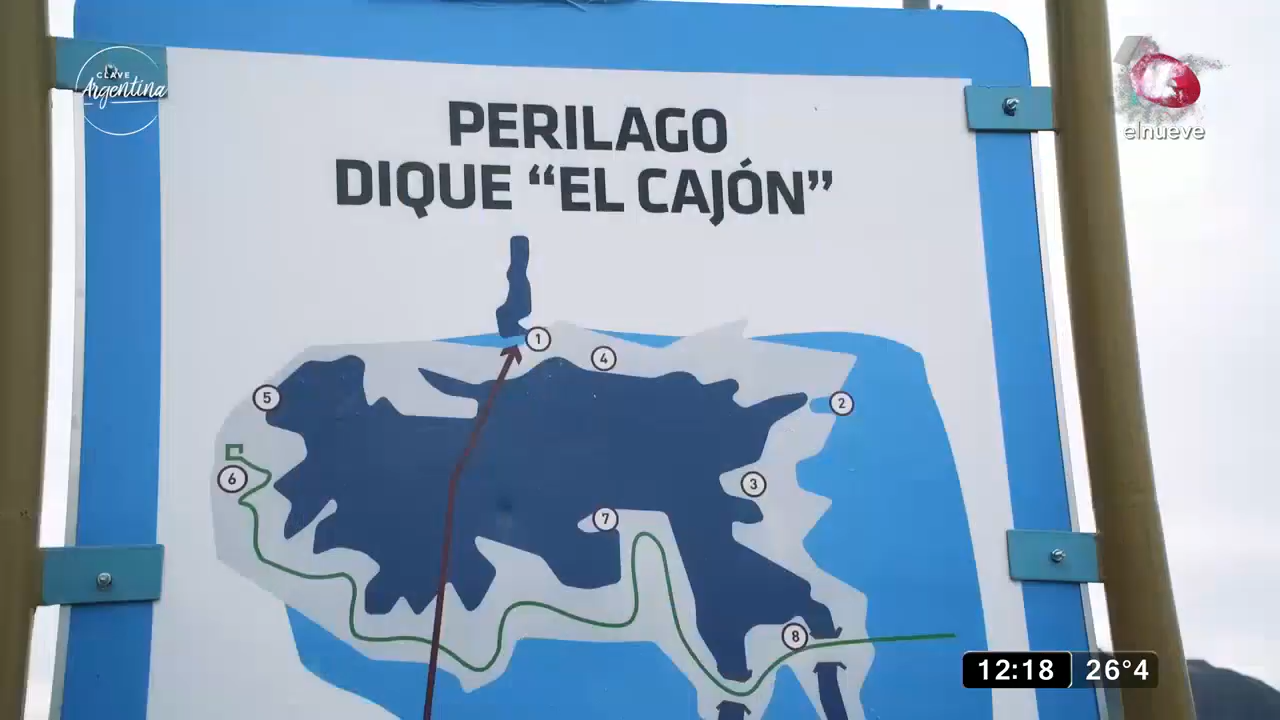 CLAVE
Argentina
elnueve
PERILAGO
DIQUE “EL CAJÓN”
1
4
5
2
6
3
7
8
12:18 26°4